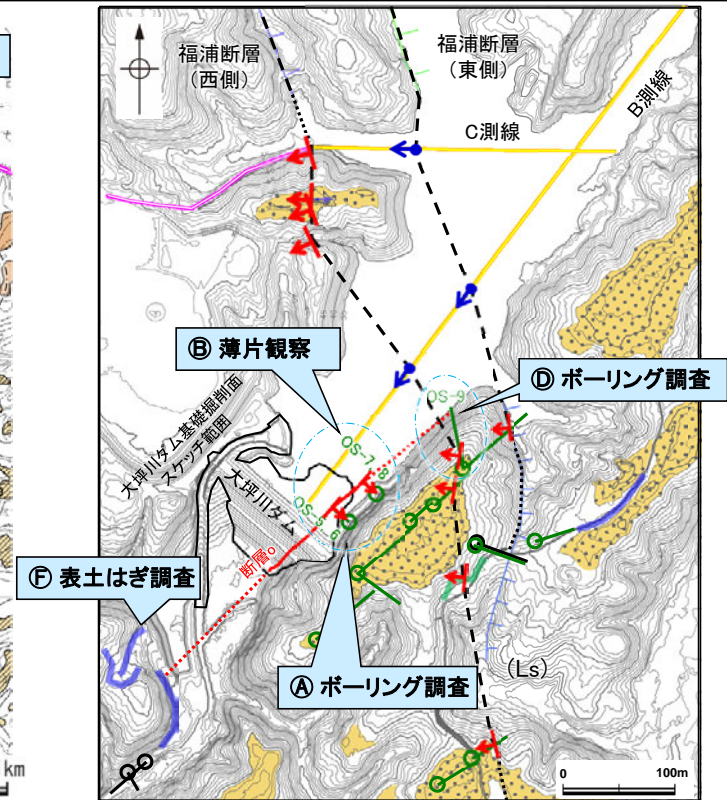 福浦断層
（西側）
福浦断層
（東側）
B測線
C測線
Ⓑ 薄片観察
Ⓓ ボーリング調査
OS-9
大坪川ダム基礎掘削面
スケッチ範囲
OS-7,8
大坪川ダム
OS-5,6
断層o
Ⓕ 表土はぎ調査
Ⓐ ボーリング調査
（Ls）
km
0 100m